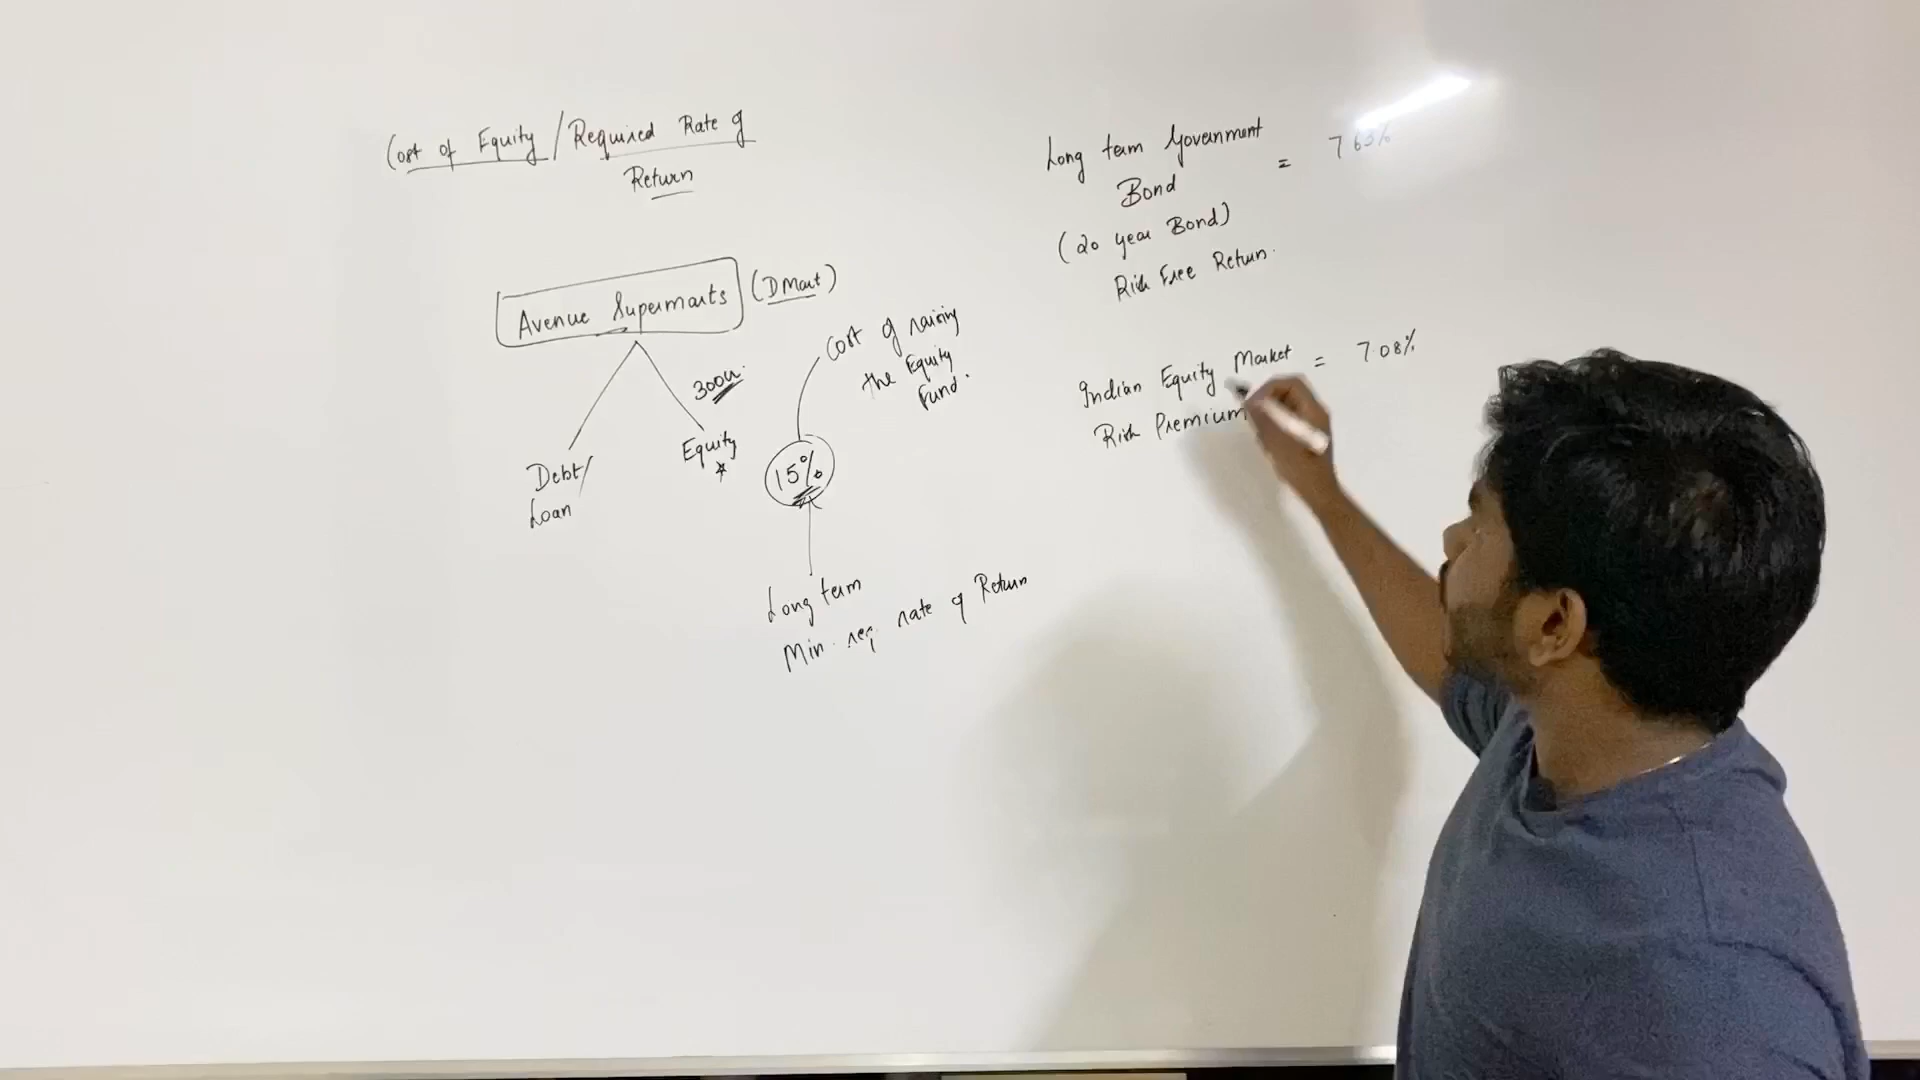 Cost of Equity / Required Rate of
Return
Avenue Supermarts (DMart)
300cr.
Debt/
Loan
Equity
15%
Cost of raising
the Equity
Fund.
Long term
Min. req. rate of Return
Long term Government = 7.63%
Bond
(20 year Bond)
Risk Free Return.
Indian Equity Market = 7.08%
Risk Premium